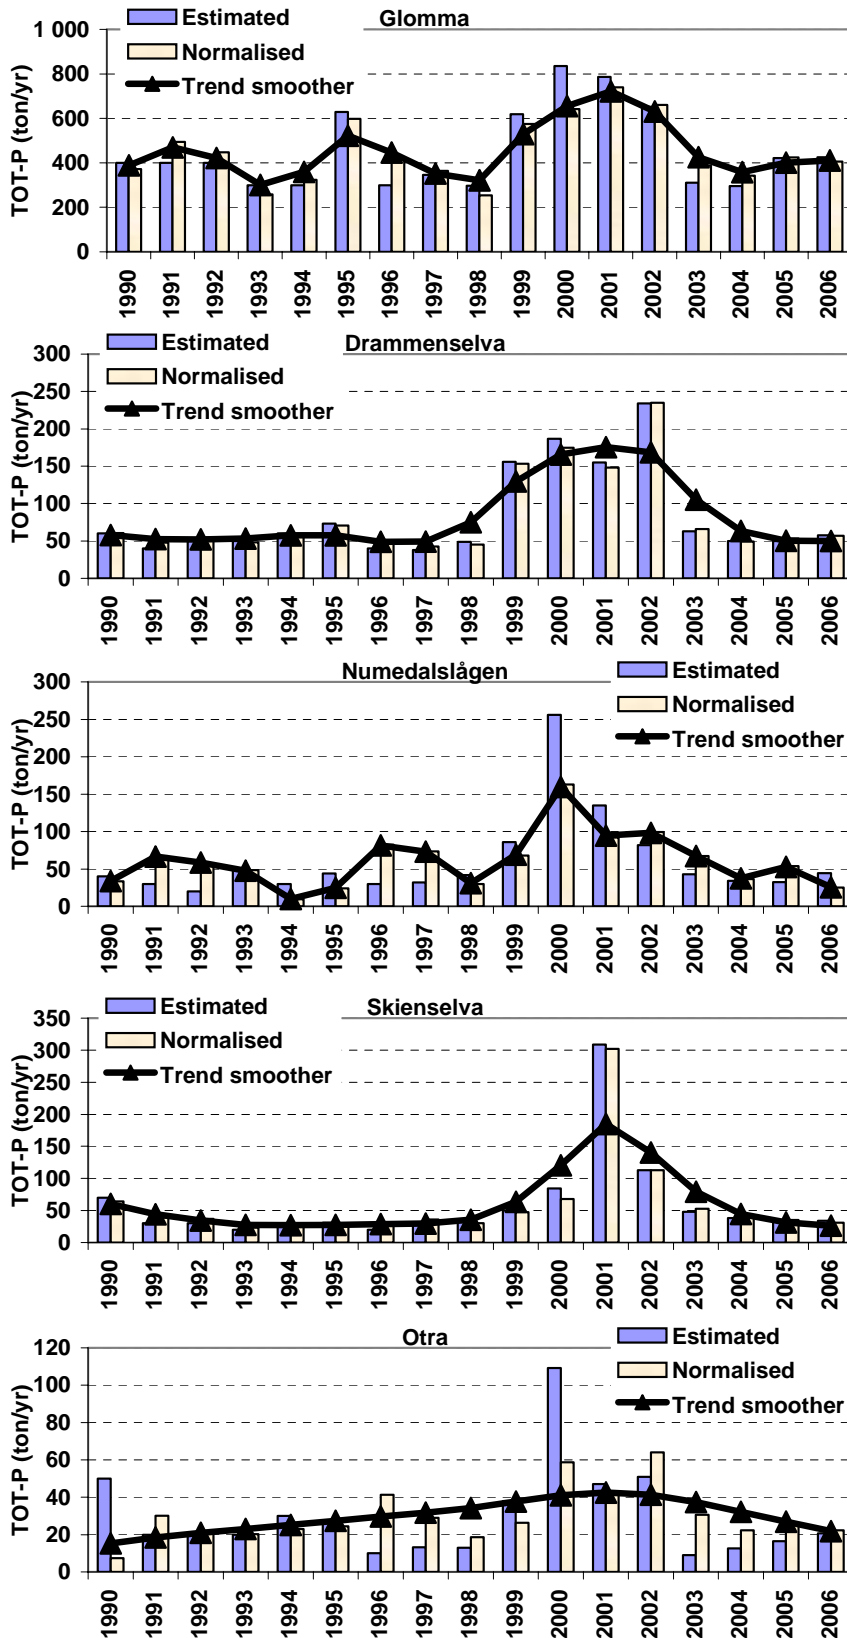 Glomma
Estimated
Normalised
Trend smoother
TOT-P (ton/yr)
1 000
800
600
400
200
0
1990 1991 1992 1993 1994 1995 1996 1997 1998 1999 2000 2001 2002 2003 2004 2005 2006
Drammenselva
Estimated
Normalised
Trend smoother
TOT-P (ton/yr)
300
250
200
150
100
50
0
1990 1991 1992 1993 1994 1995 1996 1997 1998 1999 2000 2001 2002 2003 2004 2005 2006
Numedalslågen
Estimated
Normalised
Trend smoother
TOT-P (ton/yr)
300
250
200
150
100
50
0
1990 1991 1992 1993 1994 1995 1996 1997 1998 1999 2000 2001 2002 2003 2004 2005 2006
Skienselva
Estimated
Normalised
Trend smoother
TOT-P (ton/yr)
350
300
250
200
150
100
50
0
1990 1991 1992 1993 1994 1995 1996 1997 1998 1999 2000 2001 2002 2003 2004 2005 2006
Otra
Estimated
Normalised
Trend smoother
TOT-P (ton/yr)
120
100
80
60
40
20
0
1990 1991 1992 1993 1994 1995 1996 1997 1998 1999 2000 2001 2002 2003 2004 2005 2006